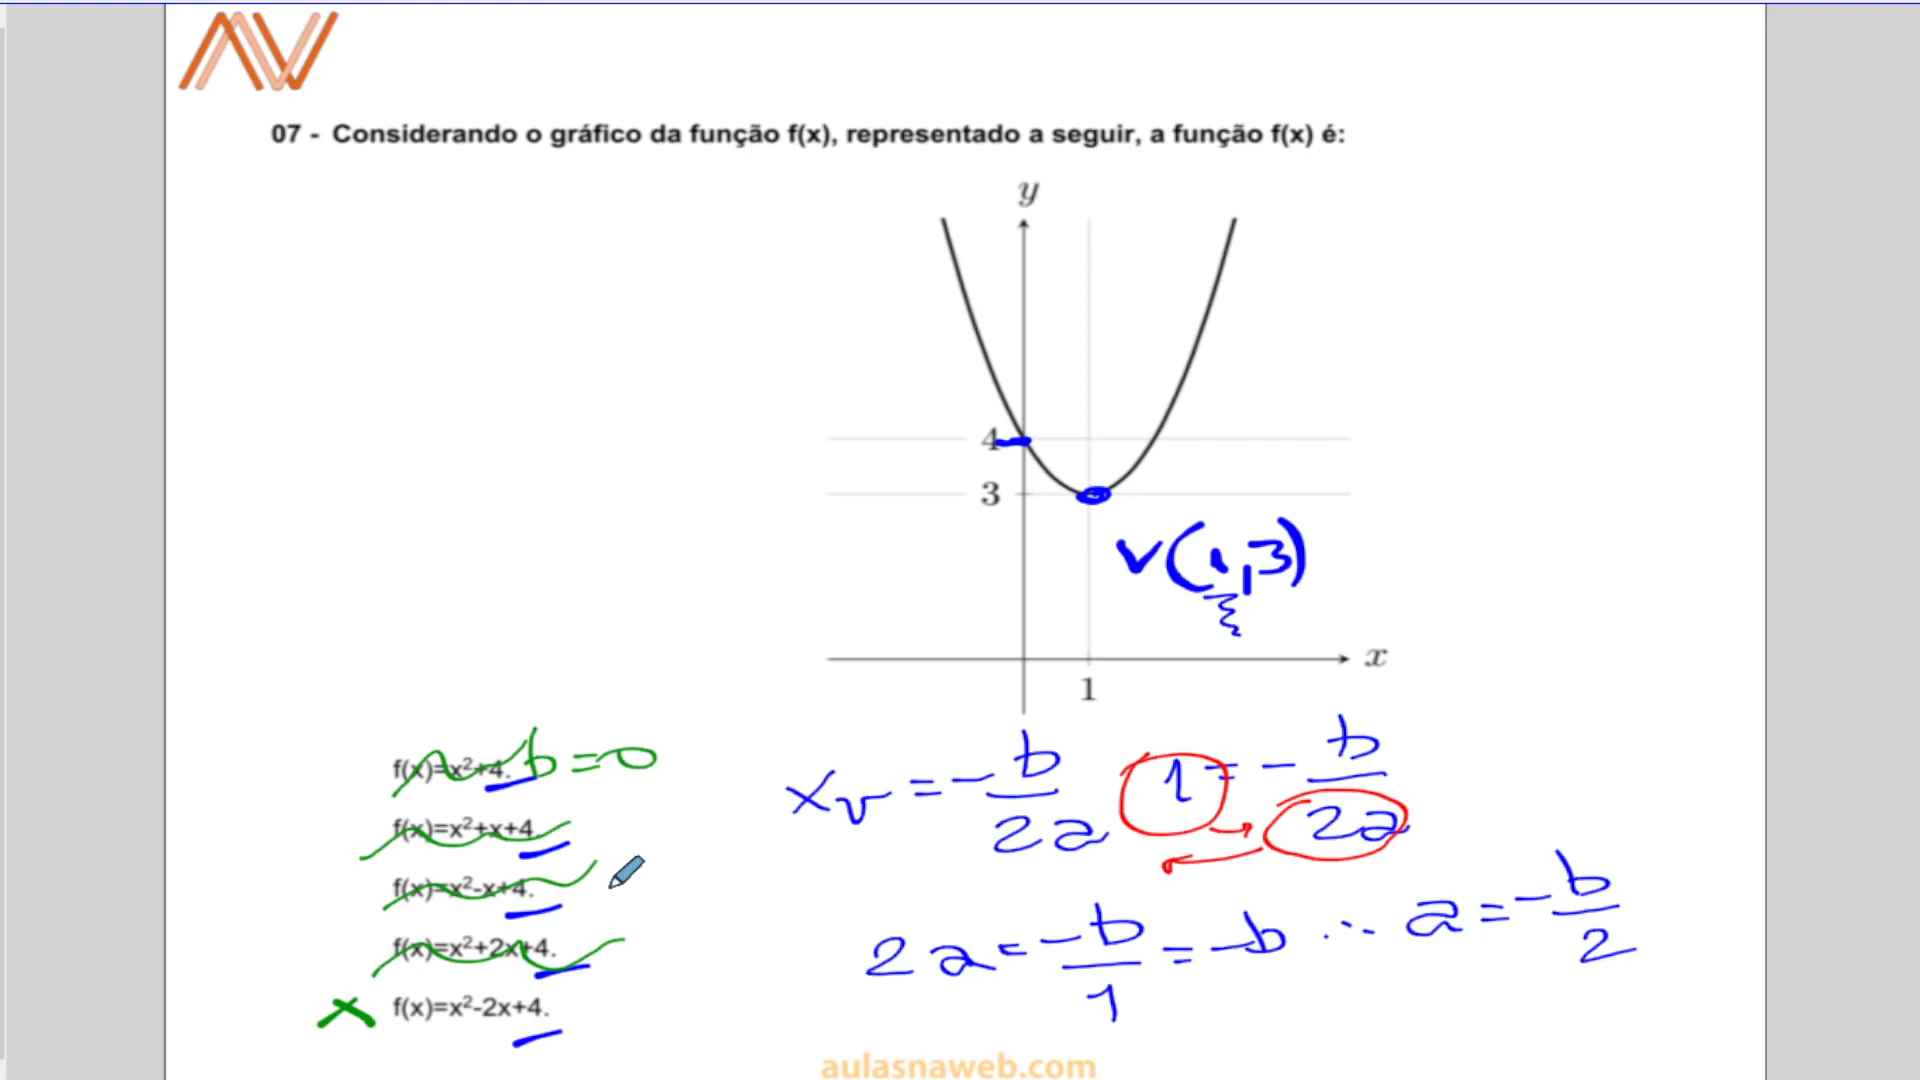 07 - Considerando o gráfico da função f(x), representado a seguir, a função f(x) é:
y
4
3
V(1,3)
x
1
f(x)=x²+4. b=0
f(x)=x²+x+4.
f(x)=x²-x+4.
f(x)=x²+2x+4.
x f(x)=x²-2x+4.
xv = -b/2a
1 = -b/2a
2a = -b/1 = -b ∴ a = -b/2
aulasnaweb.com